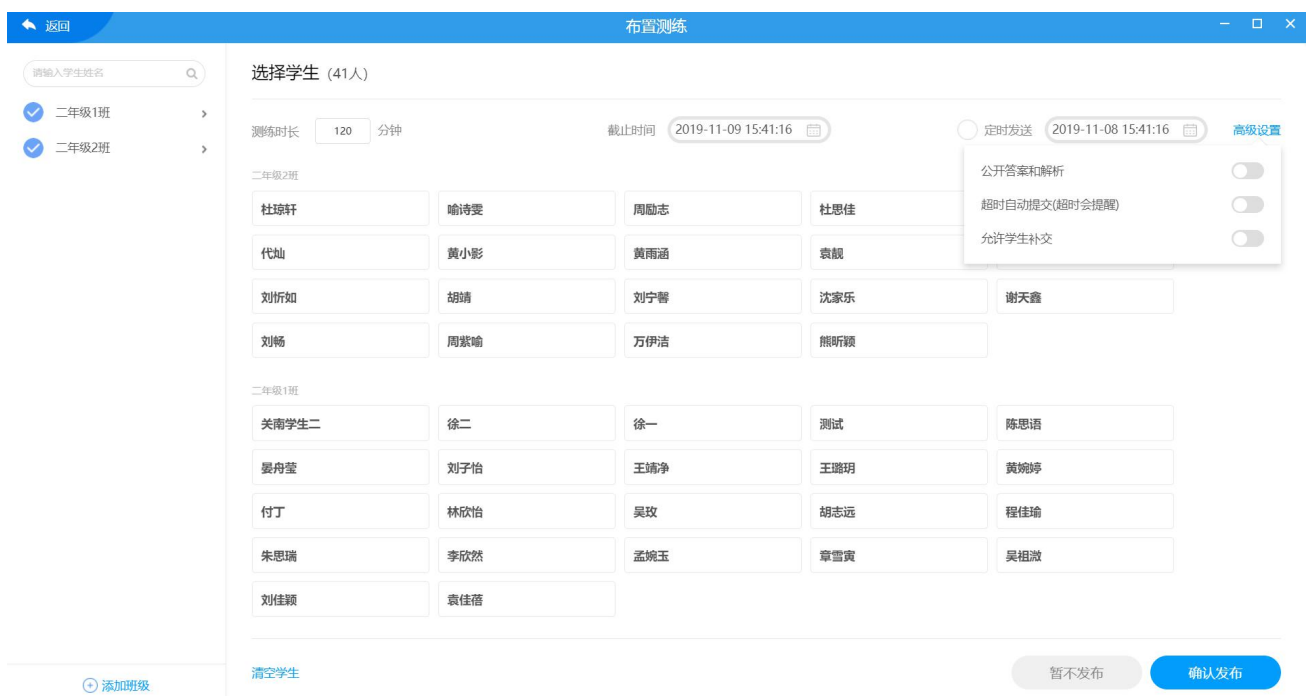 返回
布置测练
请输入学生姓名
二年级1班
二年级2班
添加班级
选择学生 (41人)
测练时长 120 分钟 截止时间 2019-11-09 15:41:16 定时发送 2019-11-08 15:41:16 高级设置
公开答案和解析
超时自动提交(超时会提醒)
允许学生补交
二年级2班
杜琼轩 喻诗雯 周励志 杜思佳
代灿 黄小影 黄雨涵 袁靓
刘忻如 胡靖 刘宁馨 沈家乐 谢天鑫
刘畅 周紫喻 万伊洁 熊昕颖
二年级1班
关南学生二 徐二 徐一 测试 陈思语
晏舟莹 刘子怡 王靖净 王璐玥 黄婉婷
付丁 林欣怡 吴玫 胡志远 程佳瑜
朱思瑞 李欣然 孟婉玉 章雪寅 吴祖溦
刘佳颖 袁佳蓓
清空学生 暂不发布 确认发布